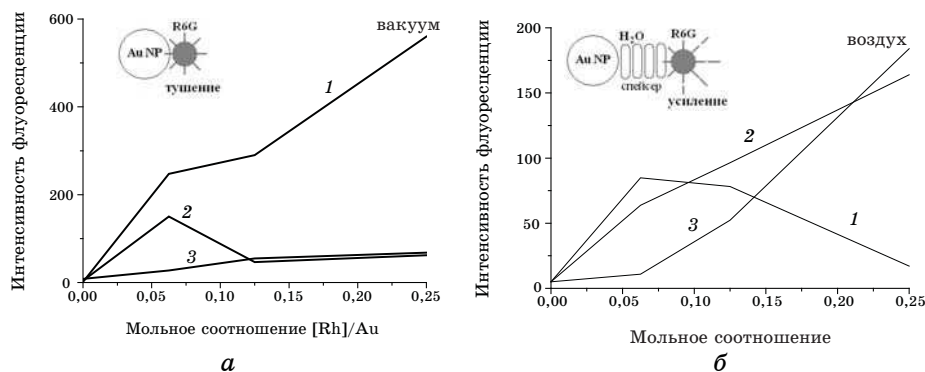 Интенсивность флуоресценции
600
400
200
0
0,00 0,05 0,10 0,15 0,20 0,25
Мольное соотношение [Rh]/Au
вакуум
R6G
Au NP
тушение
1
2
3
а
Интенсивность флуоресценции
200
150
100
50
0
0,00 0,05 0,10 0,15 0,20 0,25
Мольное соотношение
воздух
H2O R6G
Au NP
спейсер
усиление
2
3
1
б